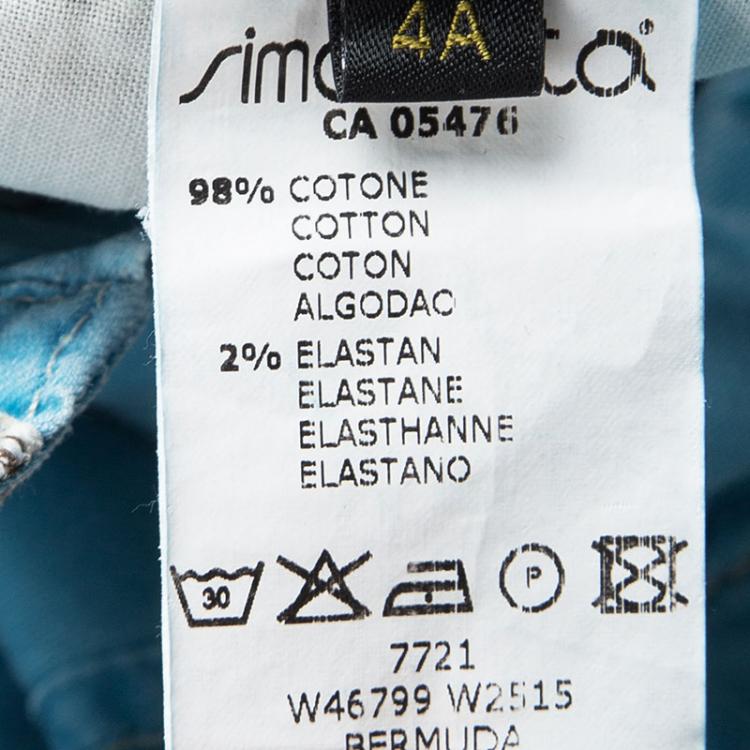 4A
CA 05476
98% COTONE
COTTON
COTON
ALGODAO
2% ELASTAN
ELASTANE
ELASTHANNE
ELASTANO
30
P
7721
W46799 W2515
BERMUDA